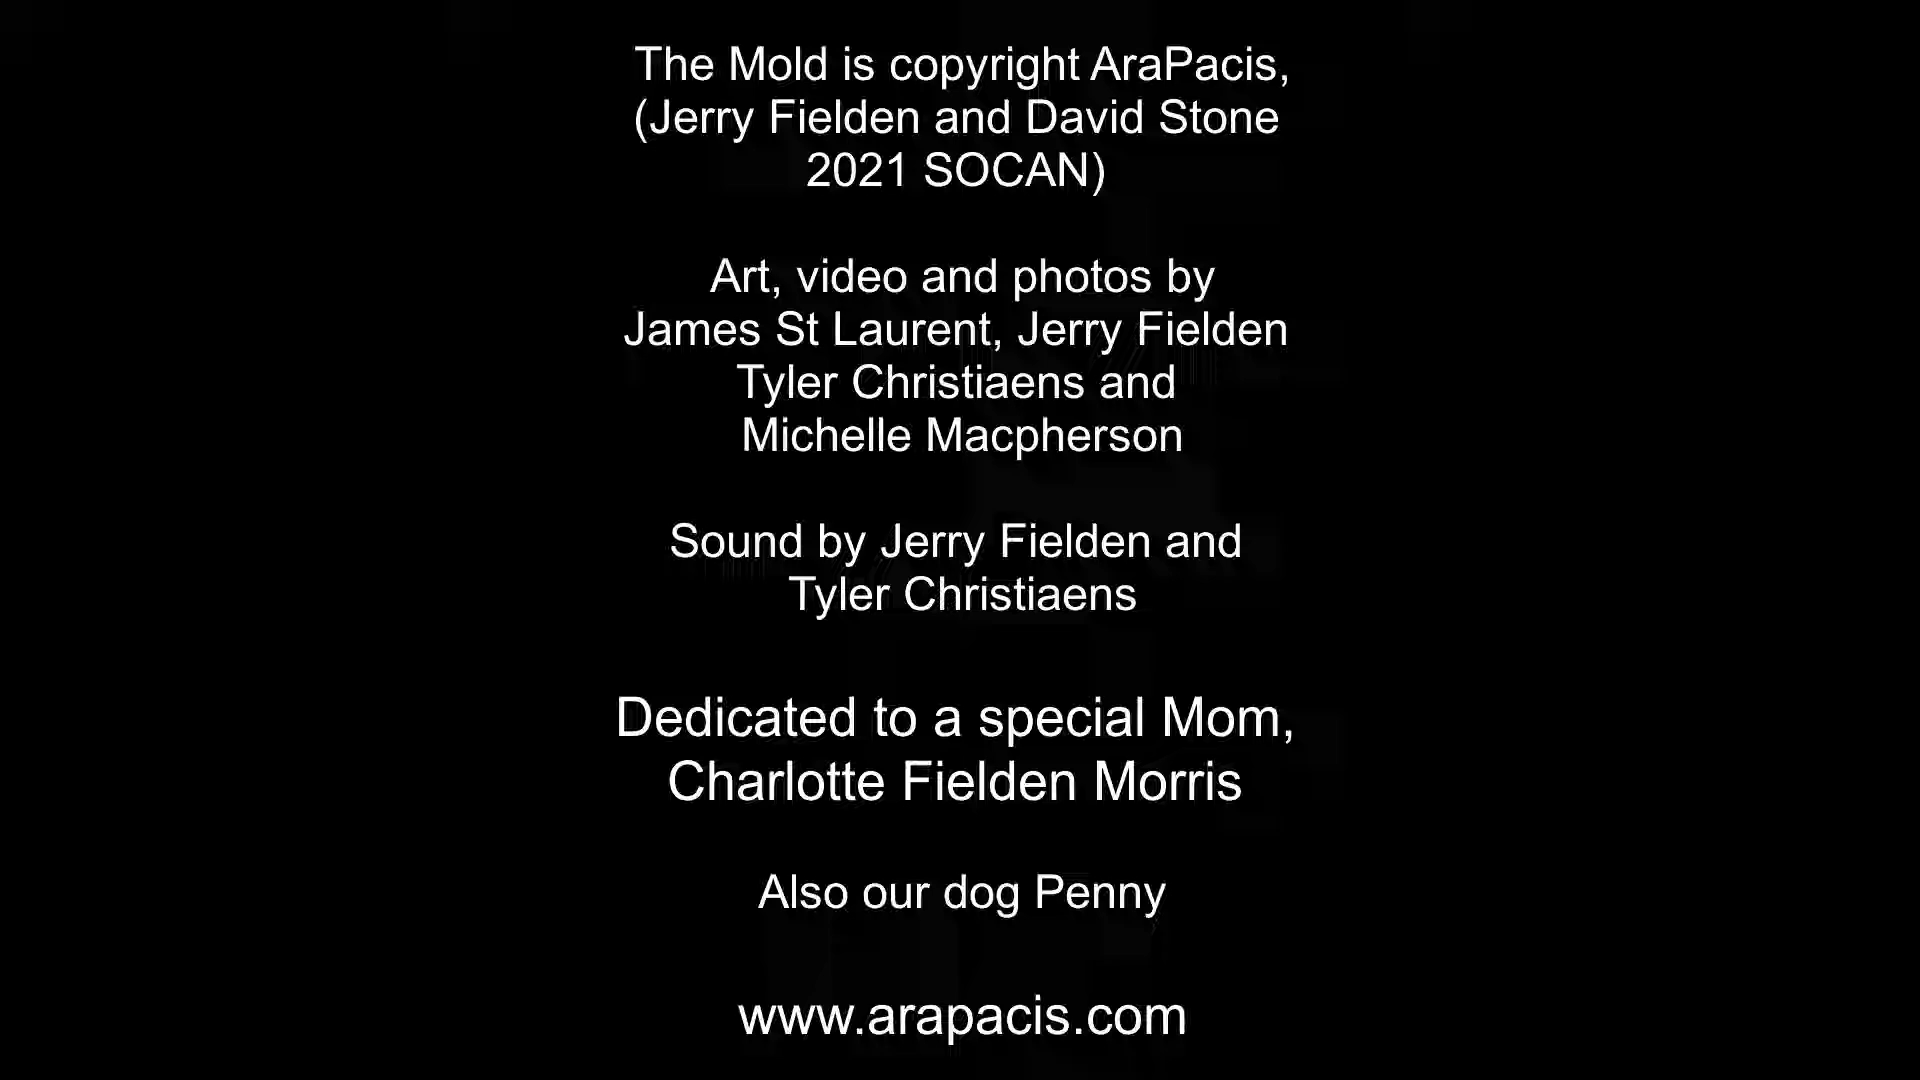 The Mold is copyright AraPacis,
(Jerry Fielden and David Stone
2021 SOCAN)
Art, video and photos by
James St Laurent, Jerry Fielden
Tyler Christiaens and
Michelle Macpherson
Sound by Jerry Fielden and
Tyler Christiaens
Dedicated to a special Mom,
Charlotte Fielden Morris
Also our dog Penny
www.arapacis.com